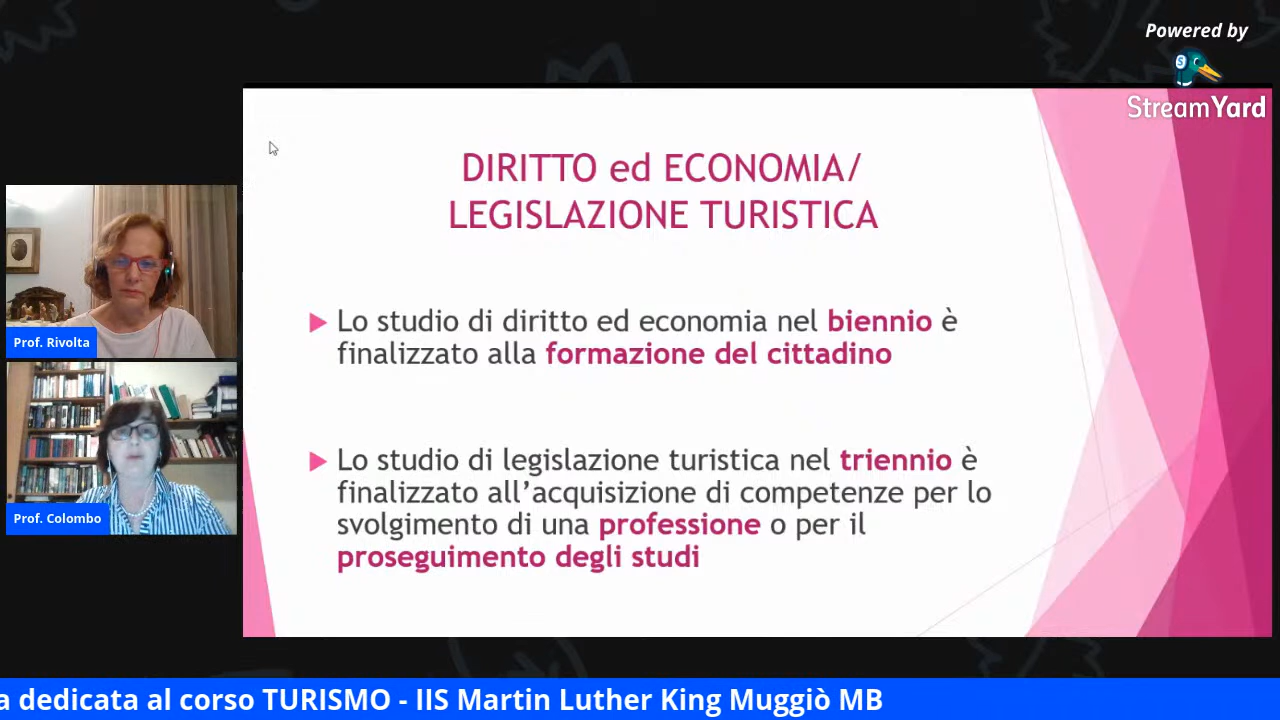 Powered by
StreamYard
DIRITTO ed ECONOMIA/
LEGISLAZIONE TURISTICA
Lo studio di diritto ed economia nel biennio è
finalizzato alla formazione del cittadino
Lo studio di legislazione turistica nel triennio è
finalizzato all’acquisizione di competenze per lo
svolgimento di una professione o per il
proseguimento degli studi
Prof. Rivolta
Prof. Colombo
a dedicata al corso TURISMO - IIS Martin Luther King Muggiò MB